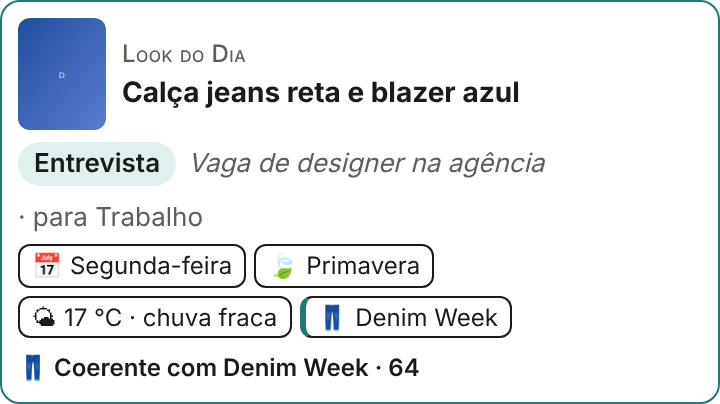 D
Look do Dia
Calça jeans reta e blazer azul
Entrevista Vaga de designer na agência
· para Trabalho
📅 Segunda-feira 🍃 Primavera
🌤 17 °C · chuva fraca 👖 Denim Week
👖 Coerente com Denim Week · 64